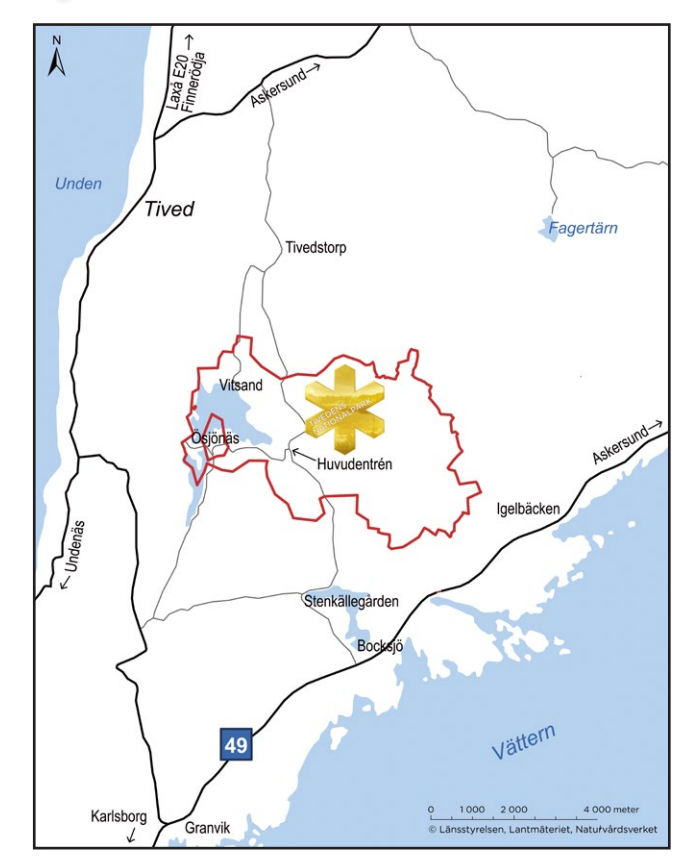 N
Laxå E20 →
Finnerödja
Askersund→
Unden
Tived
Fagertärn
Tivedstorp
Vitsand
TIVEDENS
NATIONALPARK
Ösjönäs
Huvudentrén
Askersund→
Igelbäcken
← Undenäs
Stenkällegården
Bocksjö
49
Vättern
Karlsborg
Granvik
0 1 000 2 000 4 000 meter
© Länsstyrelsen, Lantmäteriet, Naturvårdsverket